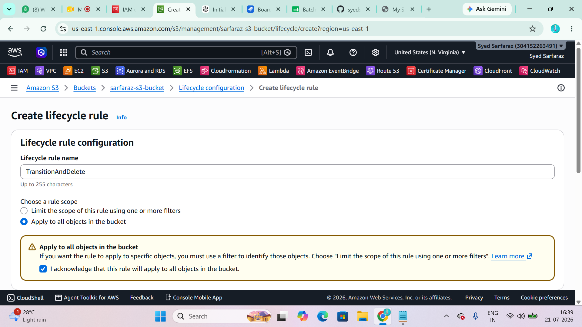 Ask Gemini
us-east-1.console.aws.amazon.com/s3/management/sarfaraz_s3_bucket/lifecycle/create?region=us-east-1
aws
Search
[Alt+S]
United States (N. Virginia)
Syed Sarfaraz
IAM VPC EC2 S3 Aurora and RDS EFS CloudFormation Lambda Amazon EventBridge Route 53 Certificate Manager CloudFront CloudWatch
Amazon S3 > Buckets > sarfaraz-s3-bucket > Lifecycle configuration > Create lifecycle rule
Create lifecycle rule Info
Lifecycle rule configuration
Lifecycle rule name
TransitionAndDelete
Up to 255 characters
Choose a rule scope
Limit the scope of this rule using one or more filters
Apply to all objects in the bucket
Apply to all objects in the bucket
If you want the rule to apply to specific objects, you must use a filter to identify those objects. Choose "Limit the scope of this rule using one or more filters". Learn more
I acknowledge that this rule will apply to all objects in the bucket.
CloudShell Agent Toolkit for AWS Feedback Console Mobile App © 2026, Amazon Web Services, Inc. or its affiliates. Privacy Terms Cookie preferences
28°C
Light rain
Search
ENG
IN
16:39
21-07-2026